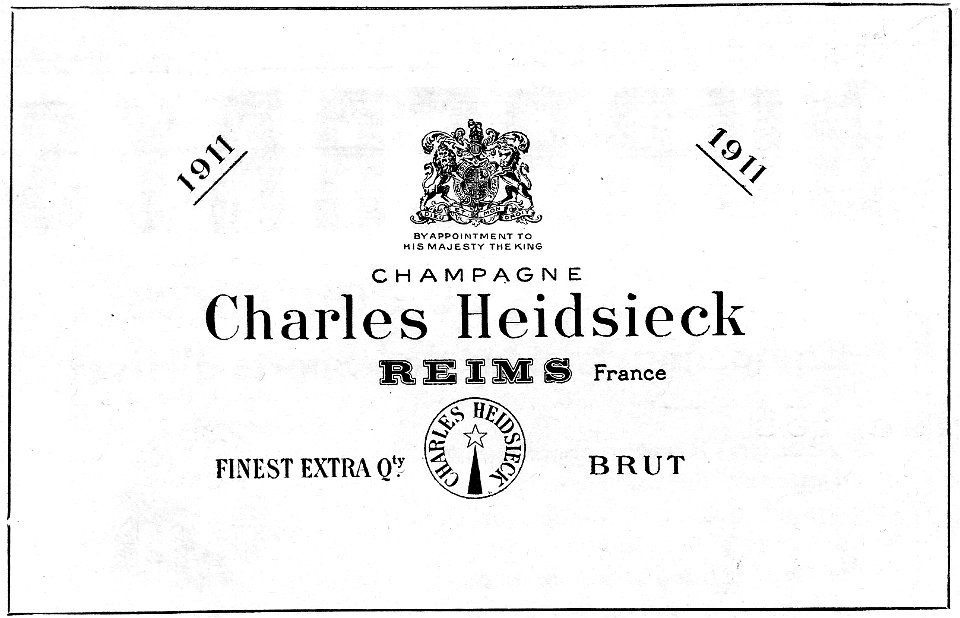 1911
1911
BY APPOINTMENT TO
HIS MAJESTY THE KING
CHAMPAGNE
Charles Heidsieck
REIMS France
CHARLES HEIDSIECK
FINEST EXTRA Qty.
BRUT